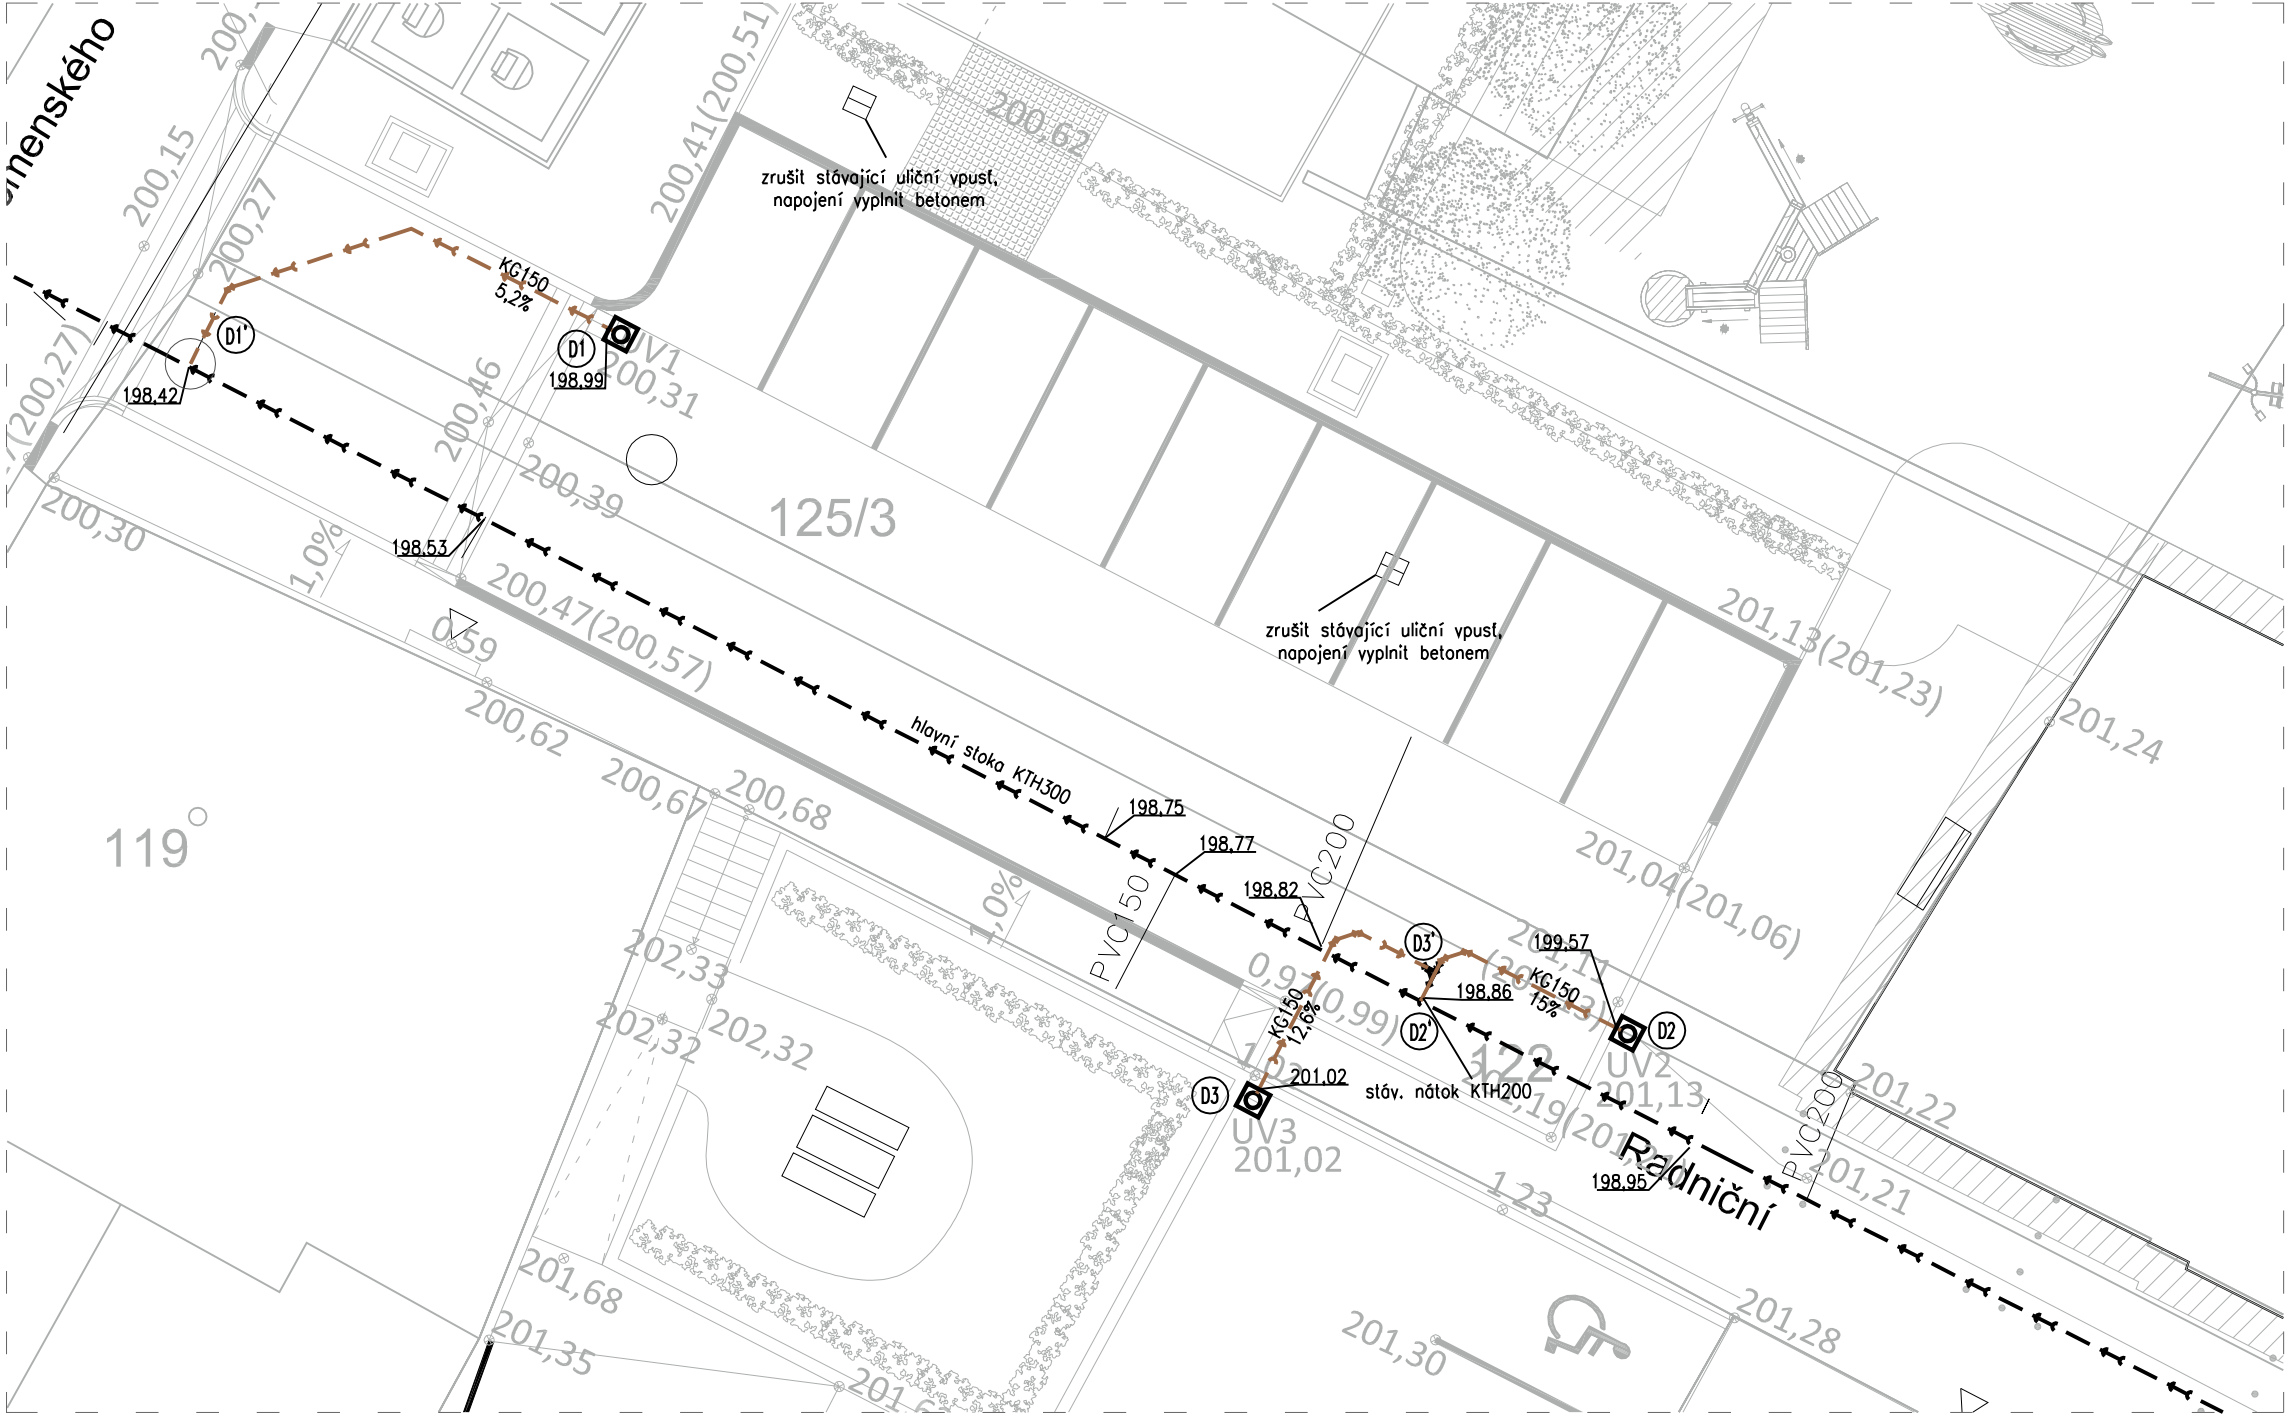 200,15
200,27
200,41(200,51)
200,62
zrušit stávající uliční vpusť,
napojení vyplnit betonem
KG150
5,2%
D1'
D1
UV1
200,31
198,99
198,42
200,46
200,39
198,53
200,30
1,0%
125/3
200,47(200,57)
0,59
200,62
200,67
200,68
zrušit stávající uliční vpusť,
napojení vyplnit betonem
201,13(201,23)
201,24
hlavní stoka KTH300
198,75
198,77
198,82
PVC200
PVC150
1,0%
119
201,04(201,06)
D3'
199,57
KG150
15%
198,86
D2'
D2
UV2
201,13
122
0,97(0,99)
KG150
12,6%
201,02
D3
UV3
201,02
stáv. nátok KTH200
202,33
202,32
202,32
PVC200
201,22
201,21
Radniční
198,95
1,23
201,28
201,30
201,68
201,35